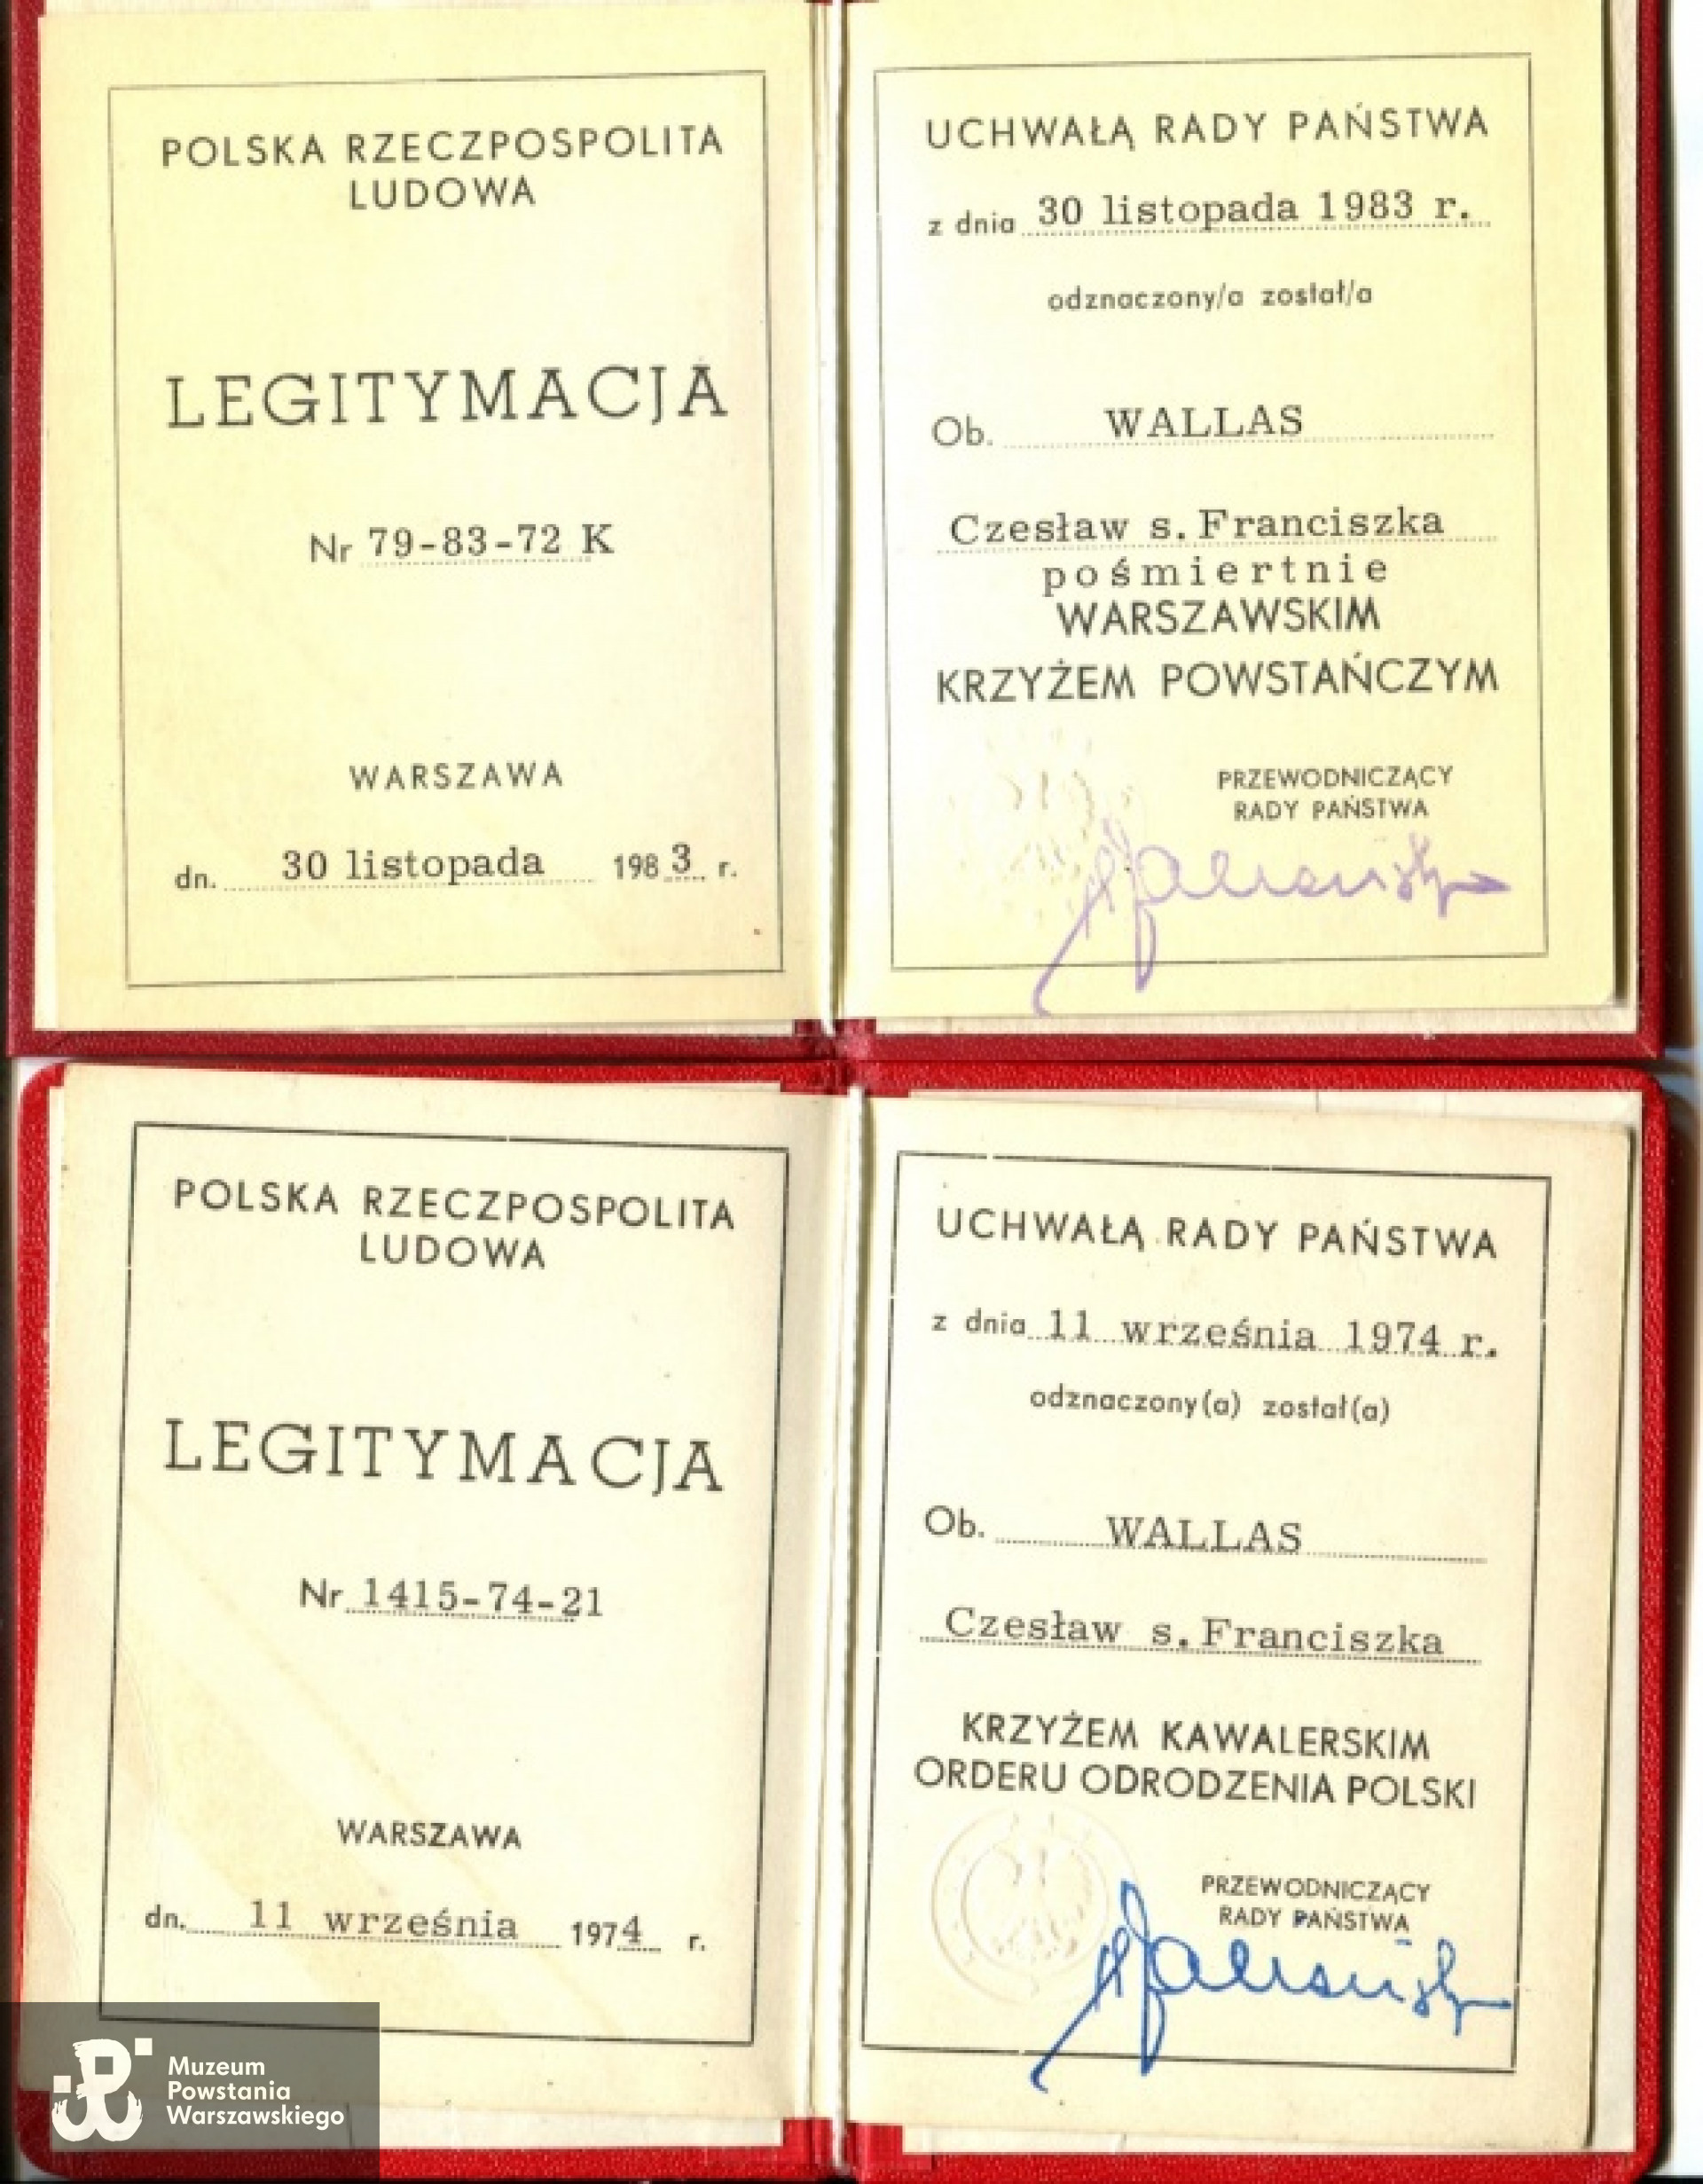 POLSKA RZECZPOSPOLITA
LUDOWA
LEGITYMACJA
Nr 79-83-72 K
WARSZAWA
dn. 30 listopada 1983 r.
UCHWAŁĄ RADY PAŃSTWA
z dnia 30 listopada 1983 r.
odznaczony/a został/a
Ob. WALLAS
Czesław s. Franciszka
pośmiertnie
WARSZAWSKIM
KRZYŻEM POWSTAŃCZYM
PRZEWODNICZĄCY
RADY PAŃSTWA
POLSKA RZECZPOSPOLITA
LUDOWA
LEGITYMACJA
Nr 1415-74-21
WARSZAWA
dn. 11 września 1974 r.
UCHWAŁĄ RADY PAŃSTWA
z dnia 11 września 1974 r.
odznaczony(a) został(a)
Ob. WALLAS
Czesław s. Franciszka
KRZYŻEM KAWALERSKIM
ORDERU ODRODZENIA POLSKI
PRZEWODNICZĄCY
RADY PAŃSTWA
Muzeum
Powstania
Warszawskiego